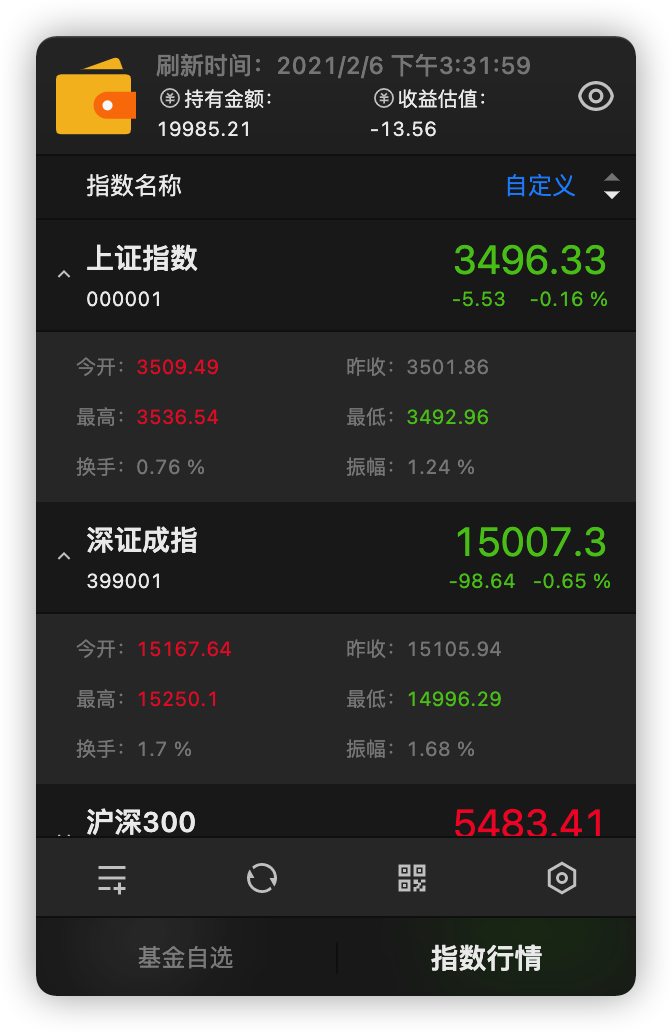 刷新时间：2021/2/6 下午3:31:59
持有金额： 收益估值：
19985.21 -13.56
指数名称 自定义
上证指数 3496.33
000001 -5.53 -0.16 %
今开：3509.49 昨收：3501.86
最高：3536.54 最低：3492.96
换手：0.76 % 振幅：1.24 %
深证成指 15007.3
399001 -98.64 -0.65 %
今开：15167.64 昨收：15105.94
最高：15250.1 最低：14996.29
换手：1.7 % 振幅：1.68 %
沪深300 5483.41
基金自选 指数行情